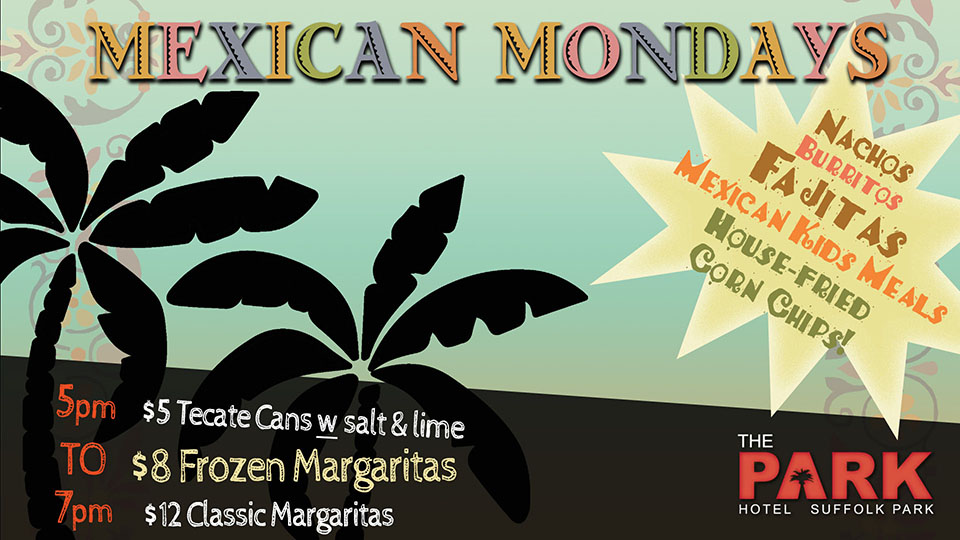 MEXICAN MONDAYS
NACHOS
BURRITOS
FAJITAS
MEXICAN KIDS MEALS
HOUSE-FRIED
CORN CHIPS!
5pm
TO
7pm
$5 Tecate Cans w salt & lime
$8 Frozen Margaritas
$12 Classic Margaritas
THE
PARK
HOTEL SUFFOLK PARK